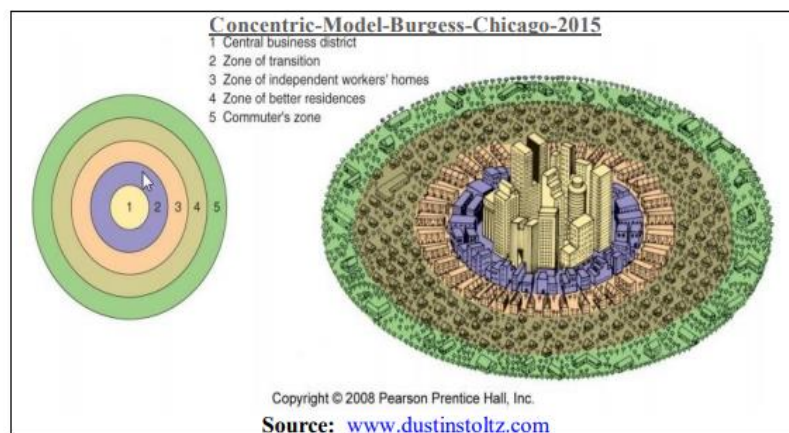 Concentric-Model-Burgess-Chicago-2015
1 Central business district
2 Zone of transition
3 Zone of independent workers' homes
4 Zone of better residences
5 Commuter's zone
1 2 3 4 5
Copyright © 2008 Pearson Prentice Hall, Inc.
Source: www.dustinstoltz.com